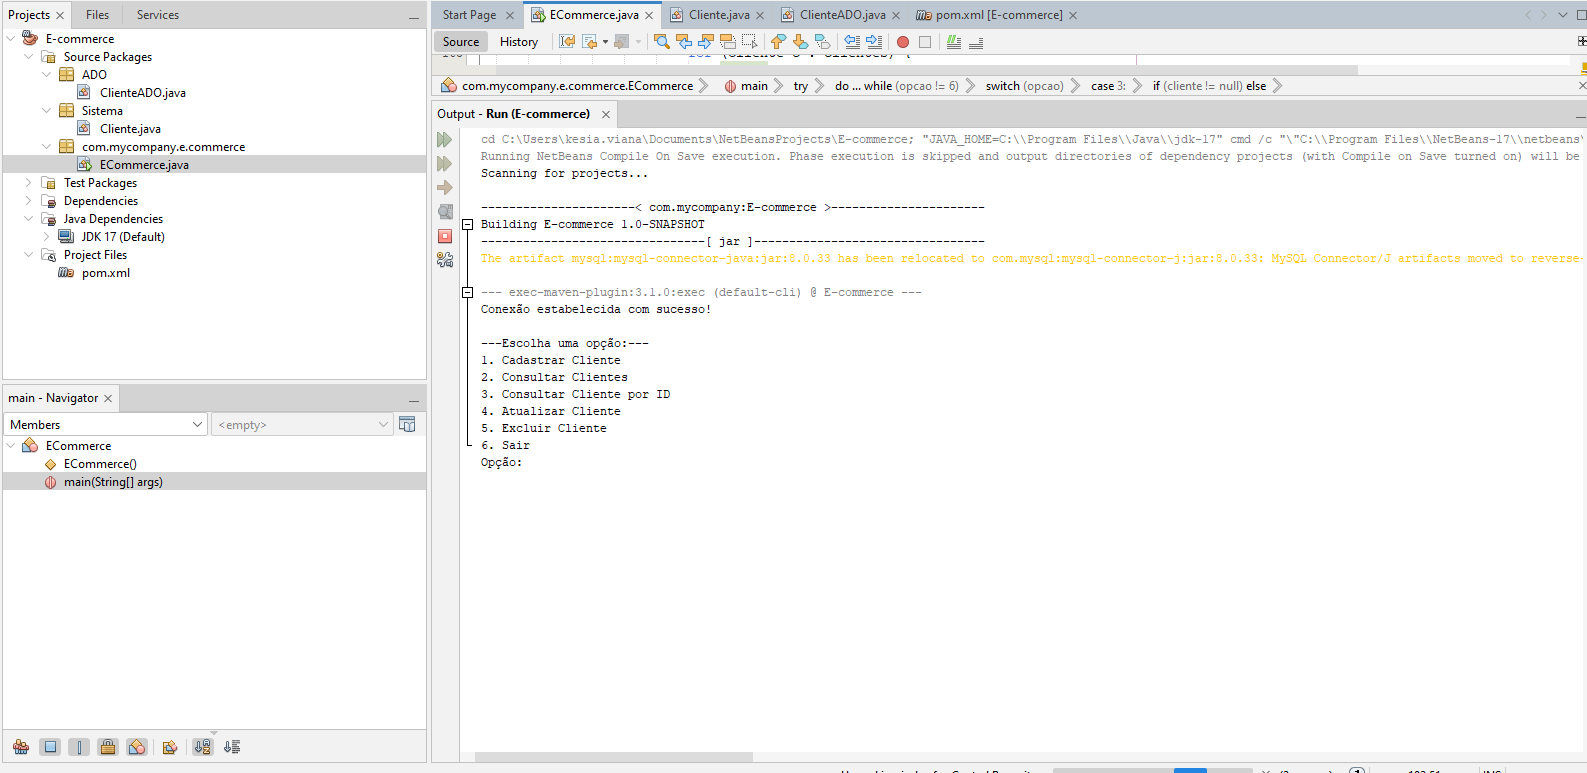 Projects
Files
Services
E-commerce
Source Packages
ADO
ClienteADO.java
Sistema
Cliente.java
com.mycompany.e.commerce
ECommerce.java
Test Packages
Dependencies
Java Dependencies
JDK 17 (Default)
Project Files
pom.xml
main - Navigator
Members
<empty>
ECommerce
ECommerce()
main(String[] args)
Start Page
ECommerce.java
Cliente.java
ClienteADO.java
pom.xml [E-commerce]
Source
History
com.mycompany.e.commerce.ECommerce
main
try
do ... while (opcao != 6)
switch (opcao)
case 3:
if (cliente != null) else
Output - Run (E-commerce)
cd C:\Users\kesia.viana\Documents\NetBeansProjects\E-commerce; "JAVA_HOME=C:\\Program Files\\Java\\jdk-17" cmd /c "\"C:\\Program Files\\NetBeans-17\\netbeans\
Running NetBeans Compile On Save execution. Phase execution is skipped and output directories of dependency projects (with Compile on Save turned on) will be
Scanning for projects...
----------------------< com.mycompany:E-commerce >----------------------
Building E-commerce 1.0-SNAPSHOT
--------------------------------[ jar ]---------------------------------
The artifact mysql:mysql-connector-java:jar:8.0.33 has been relocated to com.mysql:mysql-connector-j:jar:8.0.33: MySQL Connector/J artifacts moved to reverse-
--- exec-maven-plugin:3.1.0:exec (default-cli) @ E-commerce ---
Conexão estabelecida com sucesso!
---Escolha uma opção:---
1. Cadastrar Cliente
2. Consultar Clientes
3. Consultar Cliente por ID
4. Atualizar Cliente
5. Excluir Cliente
6. Sair
Opção: